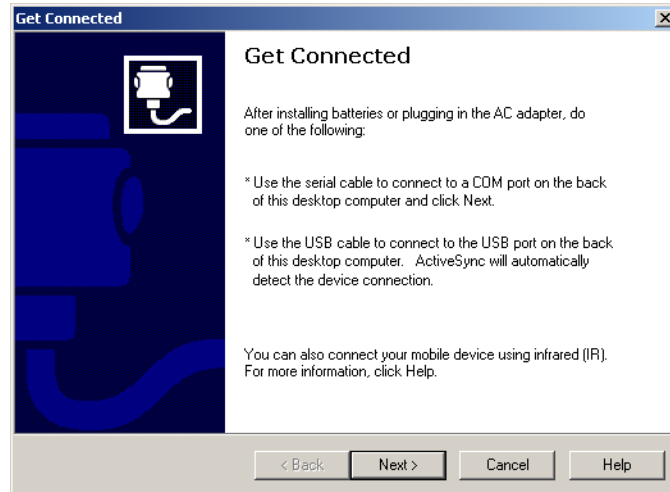 Get Connected
Get Connected
After installing batteries or plugging in the AC adapter, do
one of the following:
* Use the serial cable to connect to a COM port on the back
of this desktop computer and click Next.
* Use the USB cable to connect to the USB port on the back
of this desktop computer. ActiveSync will automatically
detect the device connection.
You can also connect your mobile device using infrared (IR).
For more information, click Help.
< Back Next > Cancel Help